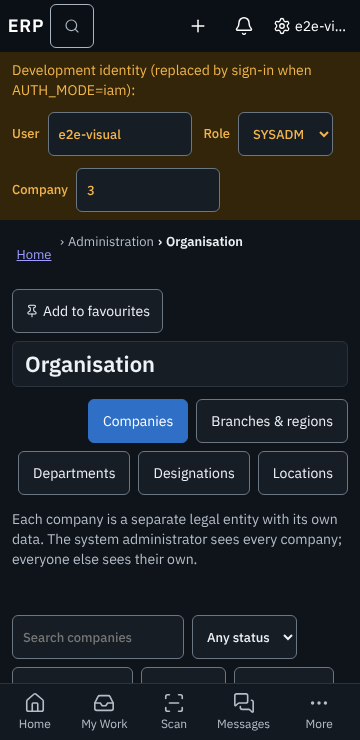 ERP e2e-vi...
Development identity (replaced by sign-in when
AUTH_MODE=iam):
User e2e-visual Role SYSADM
Company 3
Home › Administration › Organisation
Add to favourites
Organisation
Companies Branches & regions
Departments Designations Locations
Each company is a separate legal entity with its own
data. The system administrator sees every company;
everyone else sees their own.
Search companies Any status
Home My Work Scan Messages More